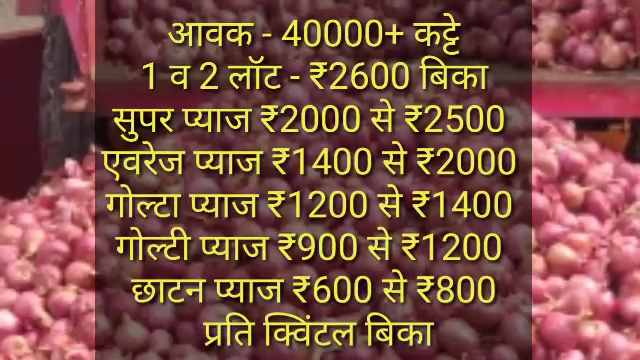 आवक - 40000+ कट्टे
1 व 2 लॉट - ₹2600 बिका
सुपर प्याज ₹2000 से ₹2500
एवरेज प्याज ₹1400 से ₹2000
गोल्टा प्याज ₹1200 से ₹1400
गोल्टी प्याज ₹900 से ₹1200
छाटन प्याज ₹600 से ₹800
प्रति क्विंटल बिका